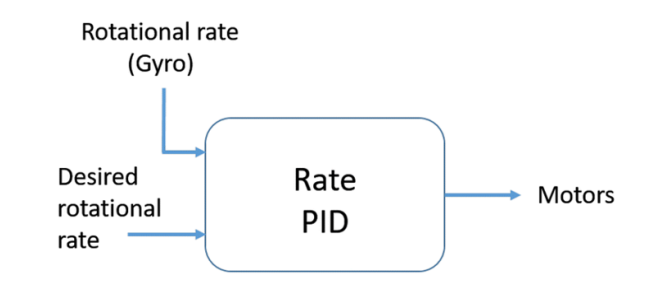 Rotational rate
(Gyro)
Desired
rotational
rate
Rate
PID
Motors